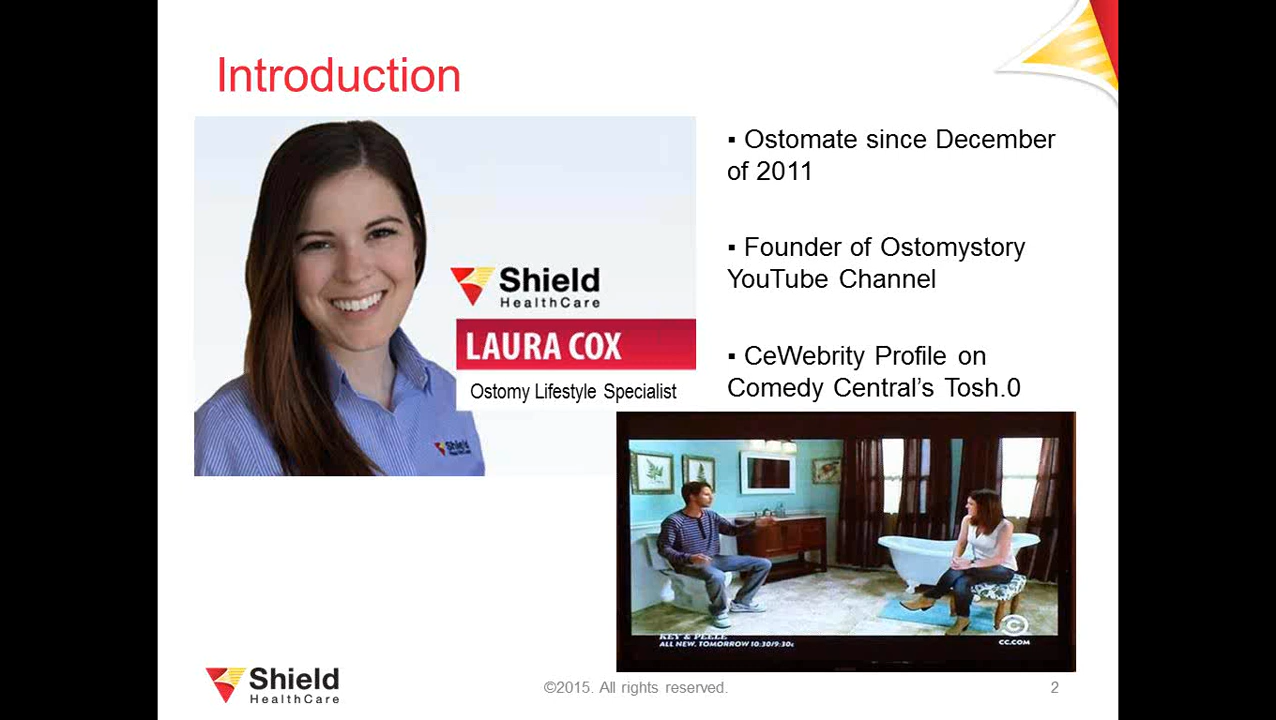 Introduction
▪ Ostomate since December
of 2011
▪ Founder of Ostomystory
YouTube Channel
▪ CeWebrity Profile on
Comedy Central’s Tosh.0
Shield
HealthCare
LAURA COX
Ostomy Lifestyle Specialist
Shield
HealthCare
KEY & PEELE
ALL NEW, TOMORROW 10:30/9:30c
CC.COM
Shield
HealthCare
©2015. All rights reserved.
2